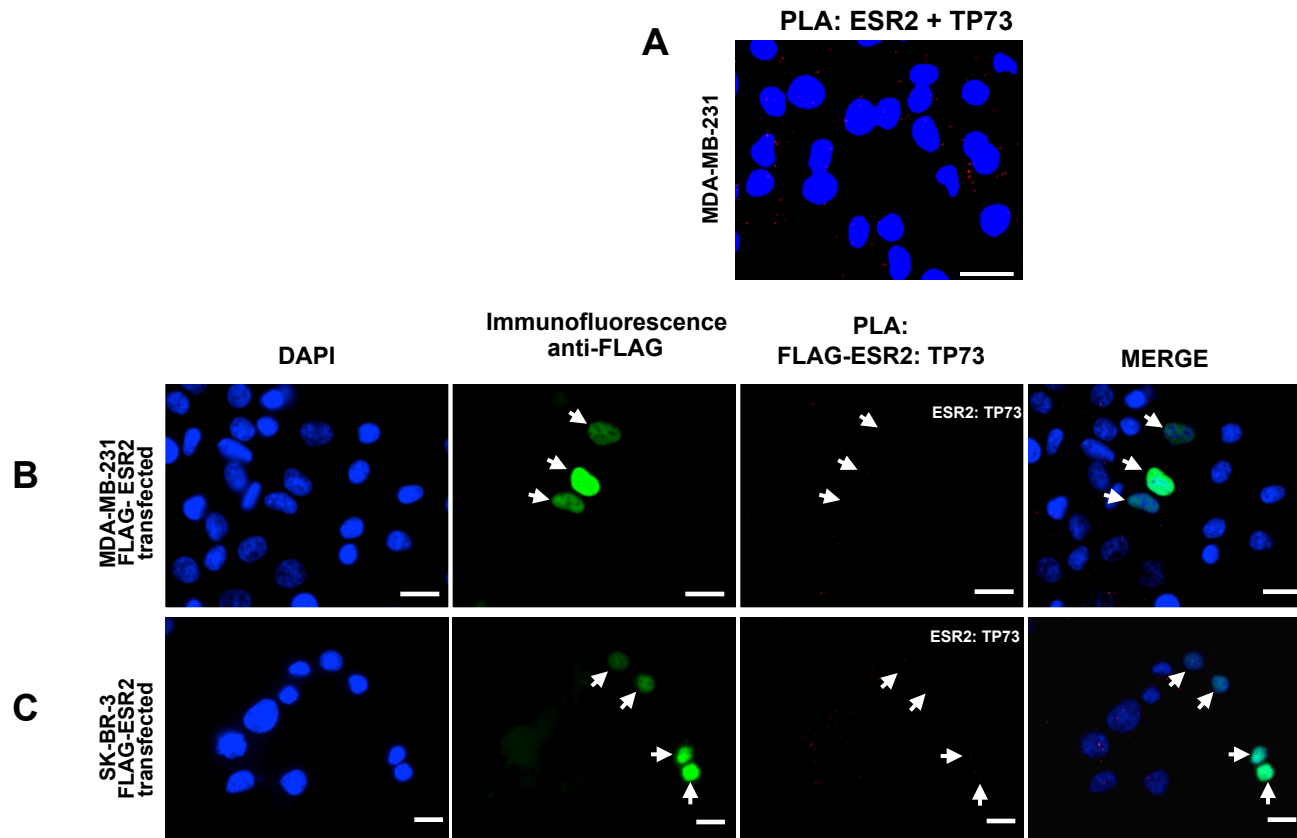 PLA: ESR2 + TP73
A
MDA-MB-231
Immunofluorescence
anti-FLAG
PLA:
FLAG-ESR2: TP73
DAPI
MERGE
B
MDA-MB-231
FLAG- ESR2
transfected
ESR2: TP73
C
SK-BR-3
FLAG-ESR2
transfected
ESR2: TP73